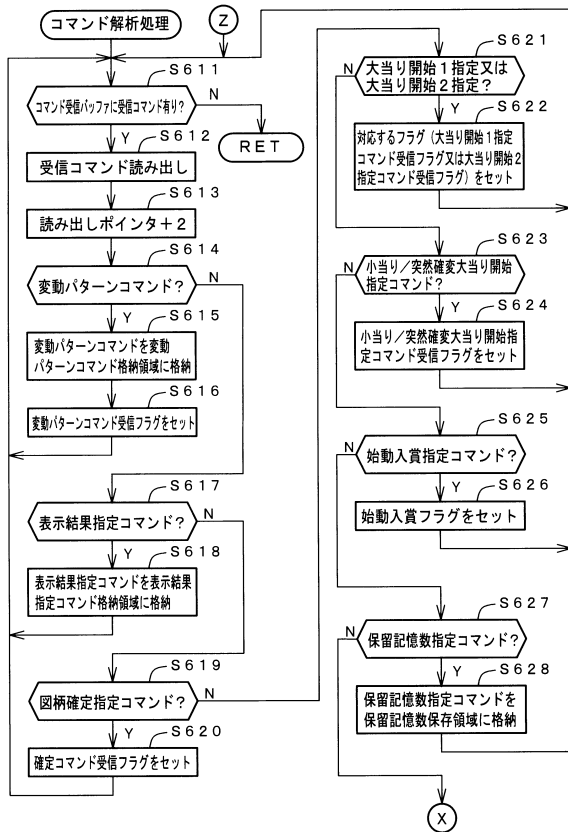 コマンド解析処理
Z
S611
コマンド受信バッファに受信コマンド有り?
N
Y
RET
S612
受信コマンド読み出し
S613
読み出しポインタ+2
S614
変動パターンコマンド?
N
Y
S615
変動パターンコマンドを変動
パターンコマンド格納領域に格納
S616
変動パターンコマンド受信フラグをセット
S617
表示結果指定コマンド?
N
Y
S618
表示結果指定コマンドを表示結果
指定コマンド格納領域に格納
S619
図柄確定指定コマンド?
N
Y
S620
確定コマンド受信フラグをセット
S621
N
大当り開始1指定又は
大当り開始2指定?
Y
S622
対応するフラグ(大当り開始1指定
コマンド受信フラグ又は大当り開始2
指定コマンド受信フラグ)をセット
S623
N
小当り/突然確変大当り開始
指定コマンド?
Y
S624
小当り/突然確変大当り開始指
定コマンド受信フラグをセット
S625
N
始動入賞指定コマンド?
Y
S626
始動入賞フラグをセット
S627
N
保留記憶数指定コマンド?
Y
S628
保留記憶数指定コマンドを
保留記憶数保存領域に格納
X